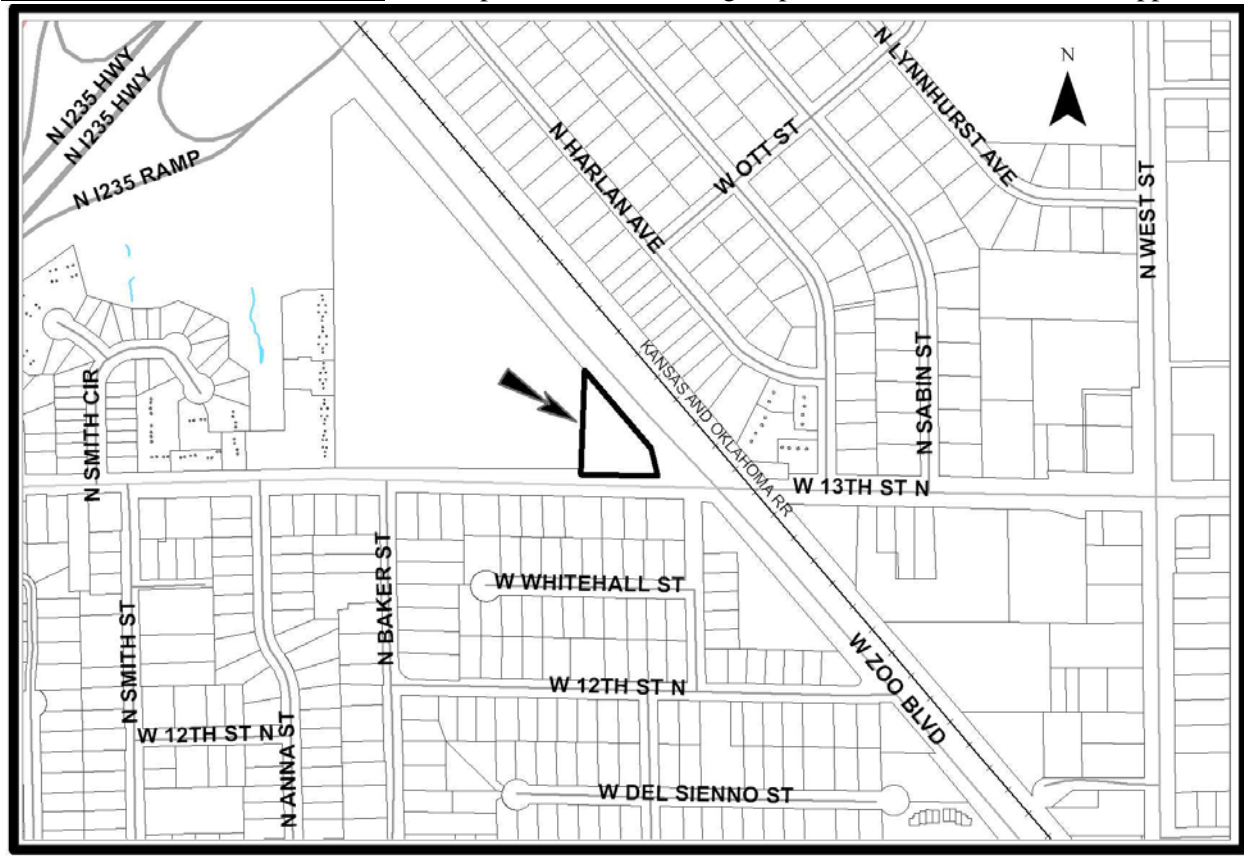 N I235 HWY
N I235 HWY
N I235 RAMP
N HARLAN AVE
W OTT ST
N LYNNHURST AVE
N
N WEST ST
N SMITH CIR
KANSAS AND OKLAHOMA RR
N SABIN ST
W 13TH ST N
N SMITH ST
W 12TH ST N
N ANNA ST
N BAKER ST
W WHITEHALL ST
W 12TH ST N
W ZOO BLVD
W DEL SIENNO ST